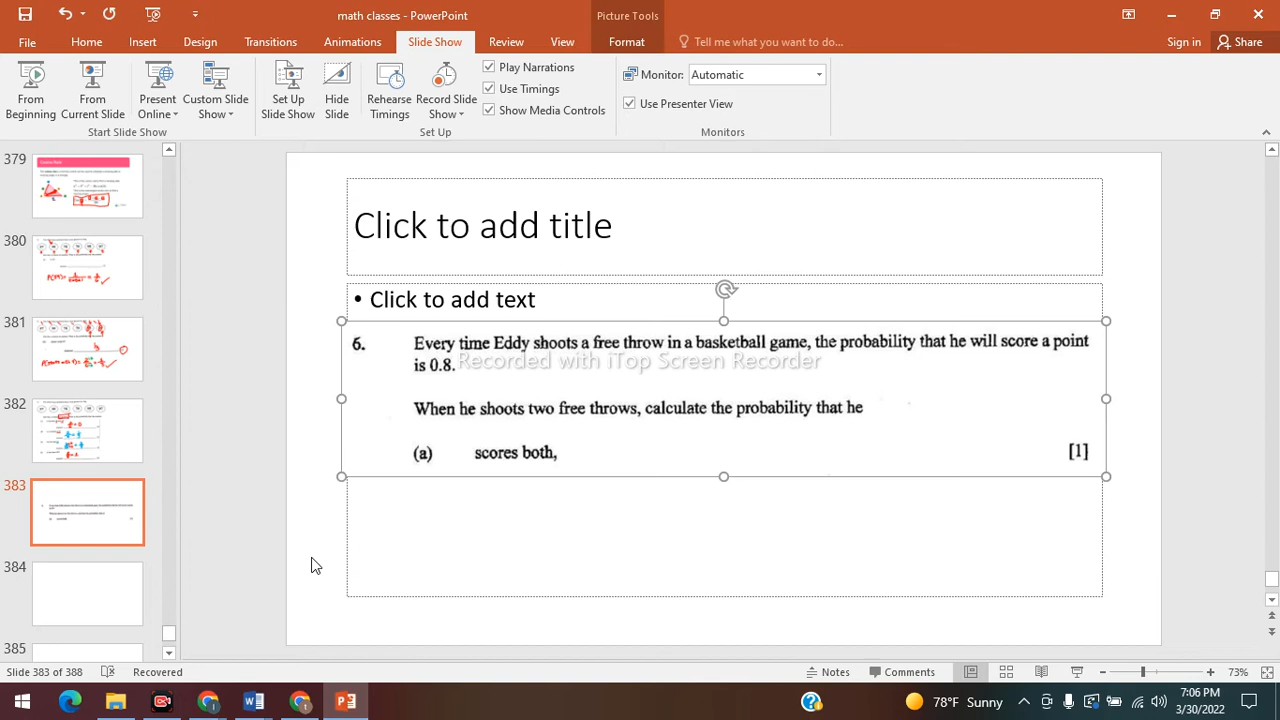 math classes - PowerPoint
Picture Tools
File
Home
Insert
Design
Transitions
Animations
Slide Show
Review
View
Format
Tell me what you want to do...
Sign in
Share
From Beginning
From Current Slide
Present Online
Custom Slide Show
Set Up Slide Show
Hide Slide
Rehearse Timings
Record Slide Show
Play Narrations
Use Timings
Show Media Controls
Monitor: Automatic
Use Presenter View
Start Slide Show
Set Up
Monitors
379
380
381
382
383
384
385
Click to add title
• Click to add text
6. Every time Eddy shoots a free throw in a basketball game, the probability that he will score a point
is 0.8.
Recorded with iTop Screen Recorder
When he shoots two free throws, calculate the probability that he
(a) scores both, [1]
Slide 383 of 388
Recovered
Notes
Comments
73%
78°F Sunny
7:06 PM
3/30/2022